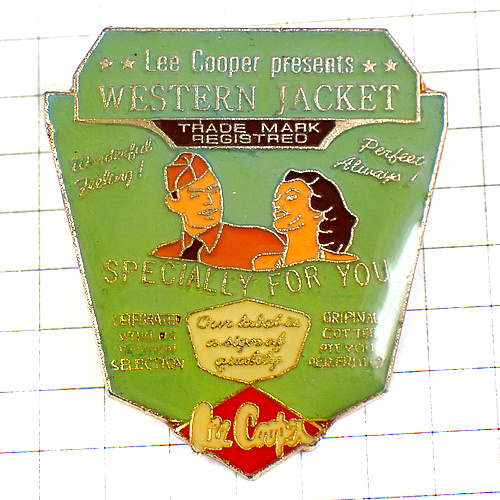 Lee Cooper presents
WESTERN JACKET
TRADE MARK
REGISTRED
Wonderful
Feeling!
Perfect
Always!
SPECIALLY FOR YOU
SELECTION
Our label is
a sign of
quality
ORIGINAL
Lee Cooper